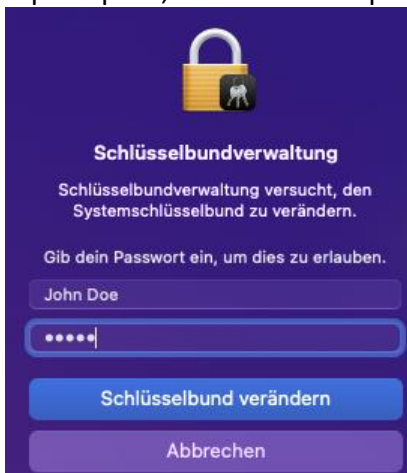 Schlüsselbundverwaltung
Schlüsselbundverwaltung versucht, den
Systemschlüsselbund zu verändern.
Gib dein Passwort ein, um dies zu erlauben.
John Doe
•••••
Schlüsselbund verändern
Abbrechen